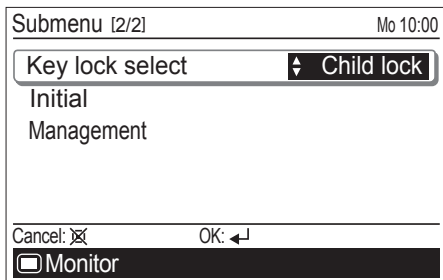 Submenu [2/2] Mo 10:00
Key lock select Child lock
Initial
Management
Cancel: OK:
Monitor